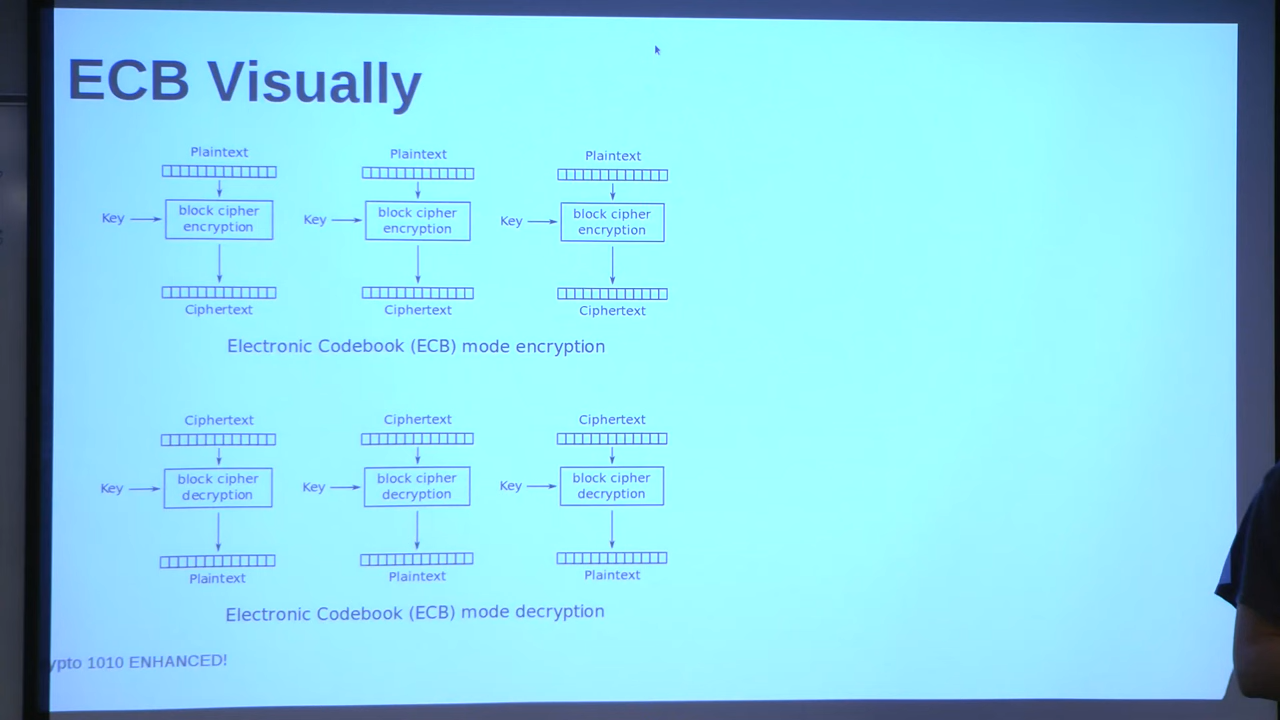 ECB Visually
Plaintext Plaintext Plaintext
Key block cipher encryption Key block cipher encryption Key block cipher encryption
Ciphertext Ciphertext Ciphertext
Electronic Codebook (ECB) mode encryption
Ciphertext Ciphertext Ciphertext
Key block cipher decryption Key block cipher decryption Key block cipher decryption
Plaintext Plaintext Plaintext
Electronic Codebook (ECB) mode decryption
ypto 1010 ENHANCED!